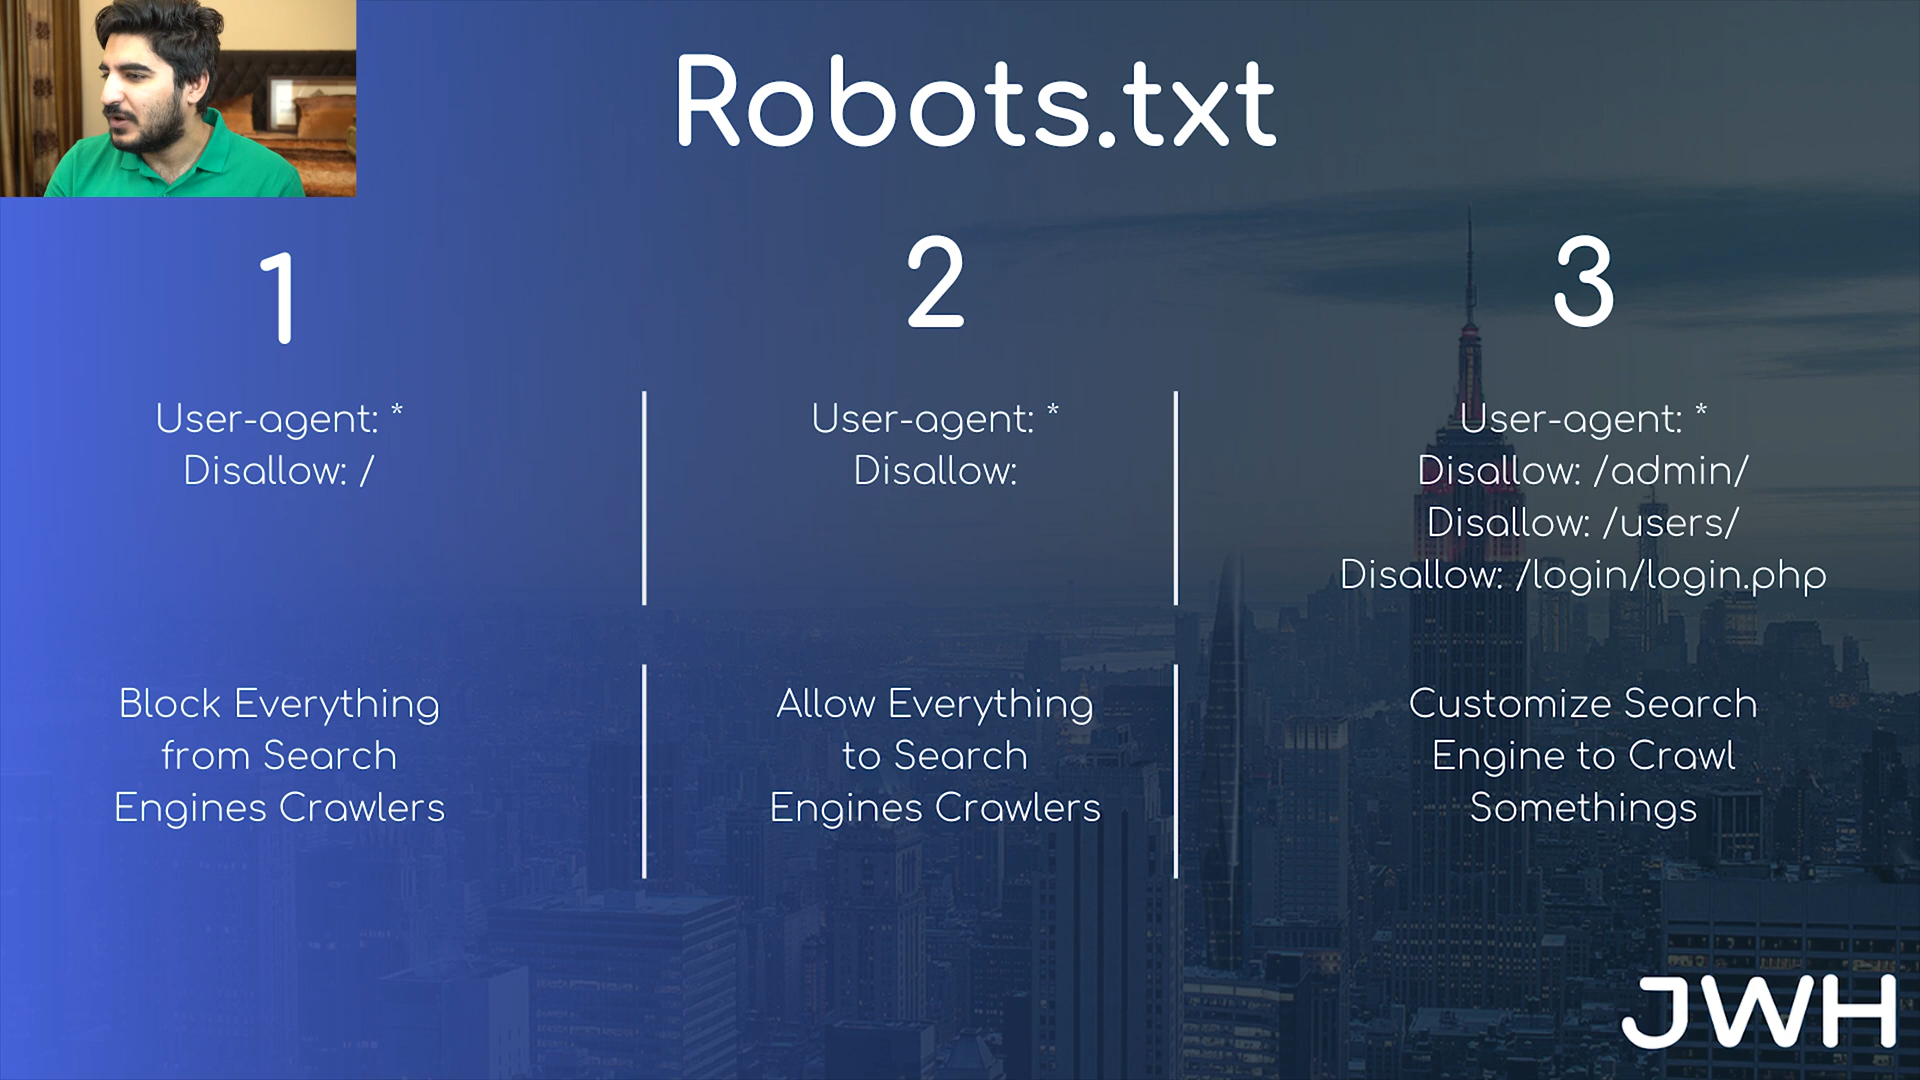 Robots.txt
1
User-agent: *
Disallow: /
Block Everything
from Search
Engines Crawlers
2
User-agent: *
Disallow:
Allow Everything
to Search
Engines Crawlers
3
User-agent: *
Disallow: /admin/
Disallow: /users/
Disallow: /login/login.php
Customize Search
Engine to Crawl
Somethings
JWH